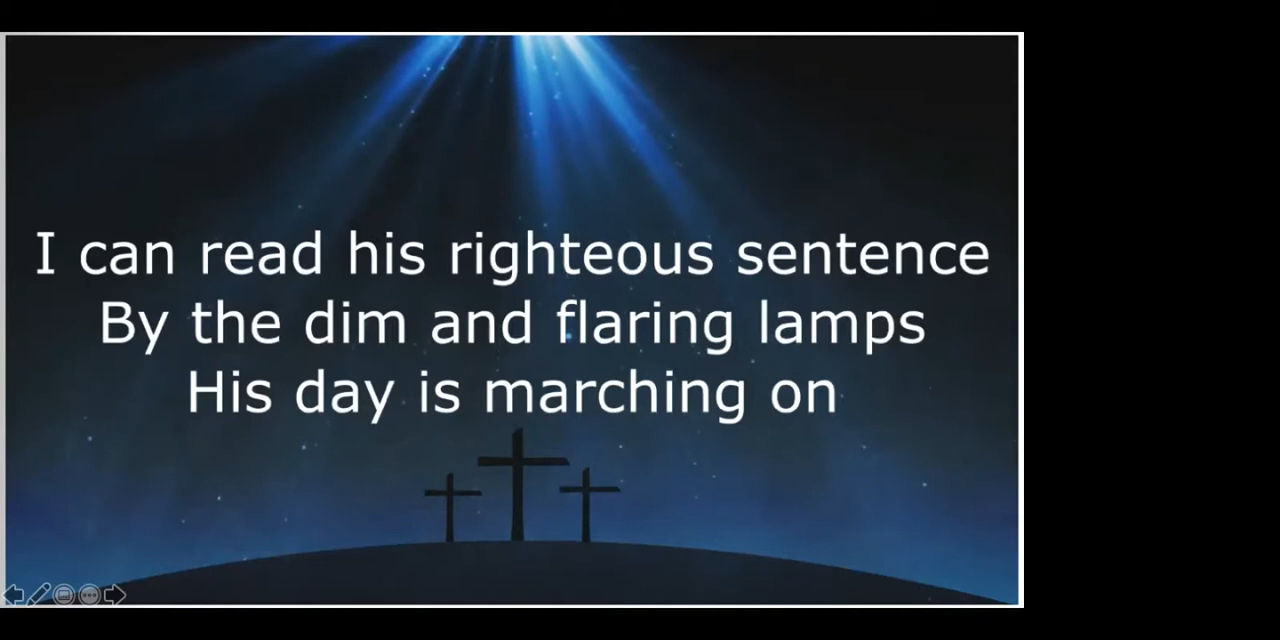 I can read his righteous sentence
By the dim and flaring lamps
His day is marching on